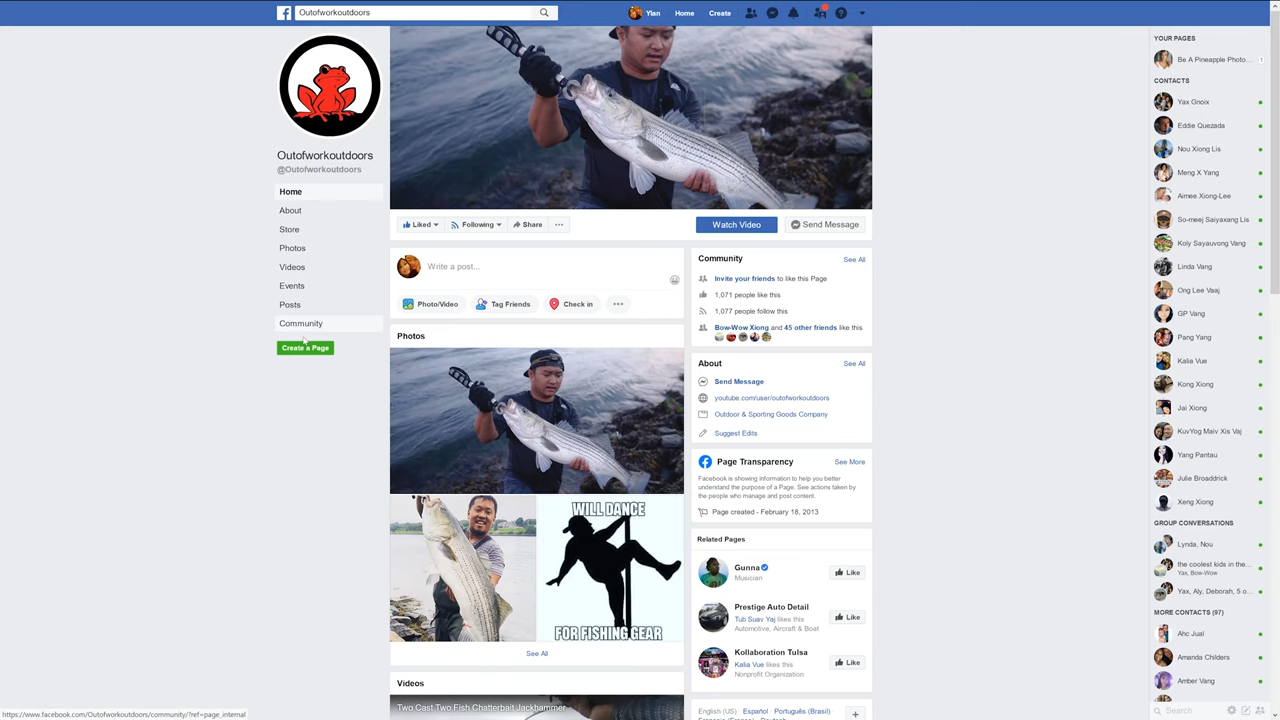 Outofworkoutdoors
Ylan
Home
Create
Outofworkoutdoors
@Outofworkoutdoors
Home
About
Store
Photos
Videos
Events
Posts
Community
Create a Page
Liked
Following
Share
Watch Video
Send Message
Write a post...
Photo/Video
Tag Friends
Check in
Photos
WILL DANCE
FOR FISHING GEAR
See All
Videos
Two Cast Two Fish Chatterbait Jackhammer
Community
See All
Invite your friends to like this Page
1,071 people like this
1,077 people follow this
Bow-Wow Xiong and 45 other friends like this
About
See All
Send Message
youtube.com/user/outofworkoutdoors
Outdoor & Sporting Goods Company
Suggest Edits
Page Transparency
See More
Facebook is showing information to help you better
understand the purpose of a Page. See actions taken by
the people who manage and post content.
Page created - February 18, 2013
Related Pages
Gunna
Musician
Like
Prestige Auto Detail
Tub Suav Yaj likes this
Automotive, Aircraft & Boat
Like
Kollaboration Tulsa
Kalia Vue likes this
Nonprofit Organization
Like
English (US) · Español · Português (Brasil) ·
YOUR PAGES
Be A Pineapple Photo...
1
CONTACTS
Yax Gnoix
Eddie Quezada
Nou Xiong Lis
Meng X Yang
Aimee Xiong-Lee
So-meej Saiyaxang Lis
Koly Sayauvong Vang
Linda Vang
Ong Lee Vaaj
GP Vang
Pang Yang
Kalia Vue
Kong Xiong
Jai Xiong
KuvYog Maiv Xis Vaj
Yang Pantau
Julie Broaddrick
Xeng Xiong
GROUP CONVERSATIONS
Lynda, Nou
the coolest kids in the...
Yax, Bow-Wow
Yax, Aly, Deborah, 5 o...
MORE CONTACTS (97)
Ahc Jual
Amanda Childers
Amber Vang
Search
https://www.facebook.com/Outofworkoutdoors/community/?ref=page_internal